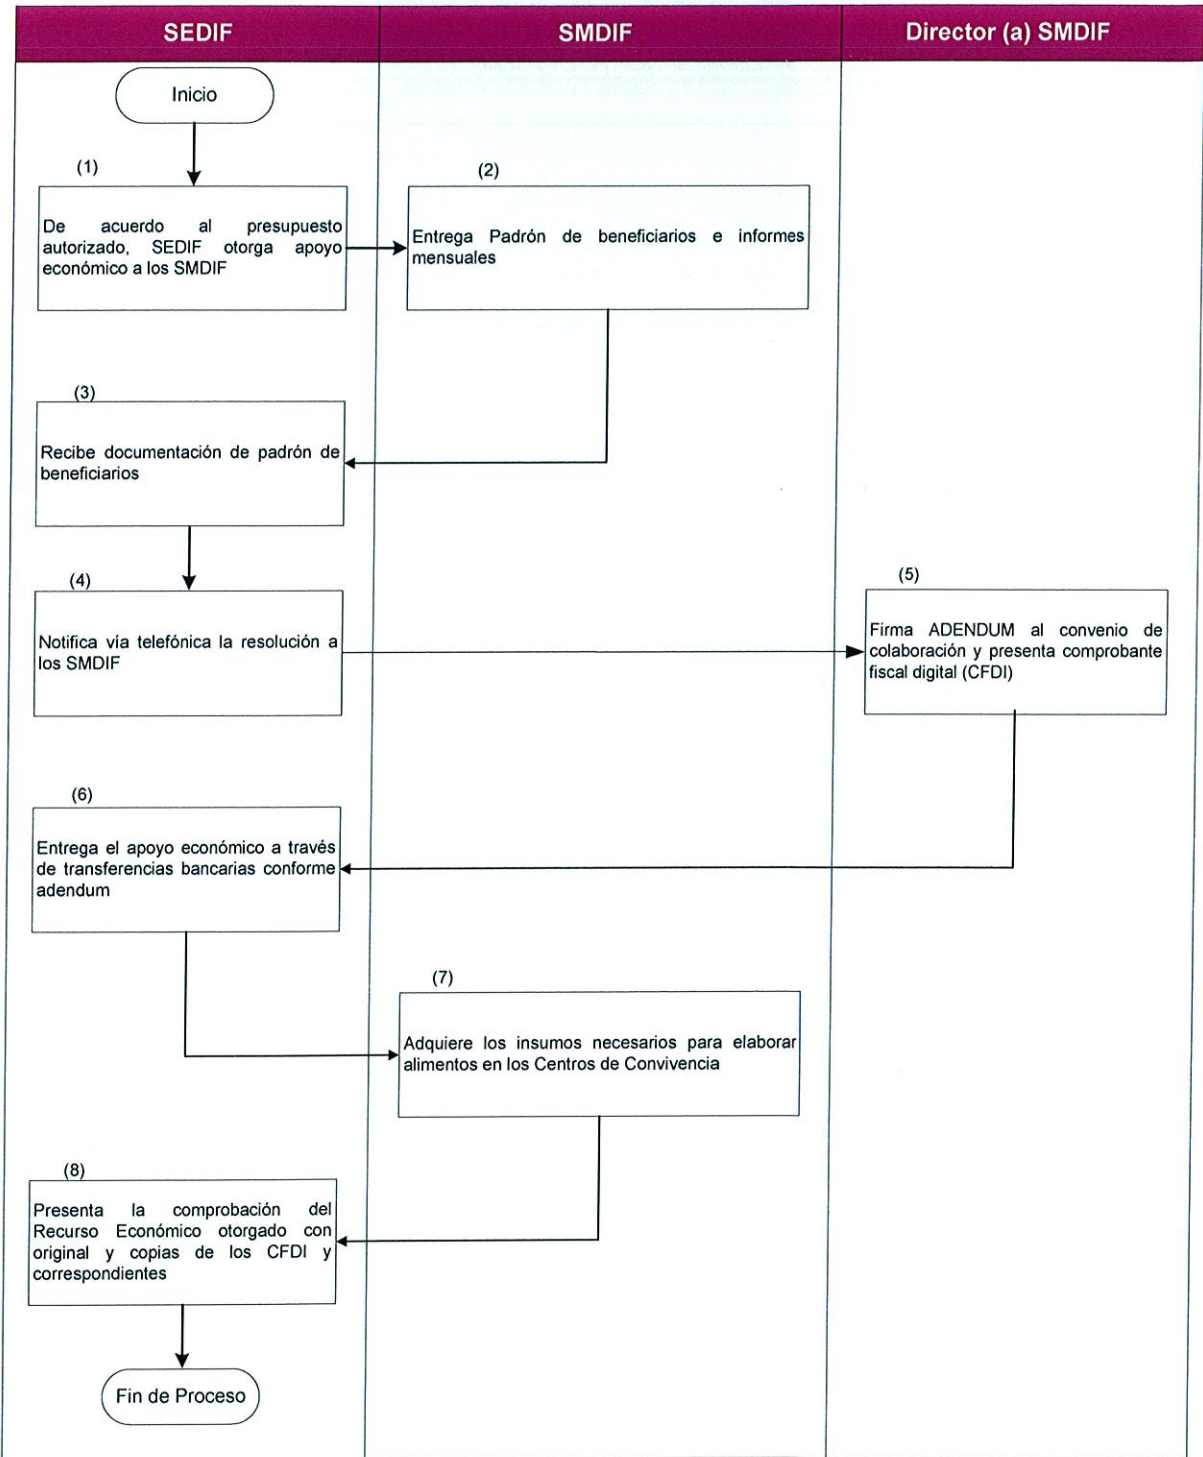 SEDIF
SMDIF
Director (a) SMDIF
Inicio
(1)
De acuerdo al presupuesto
autorizado, SEDIF otorga apoyo
económico a los SMDIF
(2)
Entrega Padrón de beneficiarios e informes
mensuales
(3)
Recibe documentación de padrón de
beneficiarios
(4)
Notifica vía telefónica la resolución a
los SMDIF
(5)
Firma ADENDUM al convenio de
colaboración y presenta comprobante
fiscal digital (CFDI)
(6)
Entrega el apoyo económico a través
de transferencias bancarias conforme
adendum
(7)
Adquiere los insumos necesarios para elaborar
alimentos en los Centros de Convivencia
(8)
Presenta la comprobación del
Recurso Económico otorgado con
original y copias de los CFDI y
correspondientes
Fin de Proceso